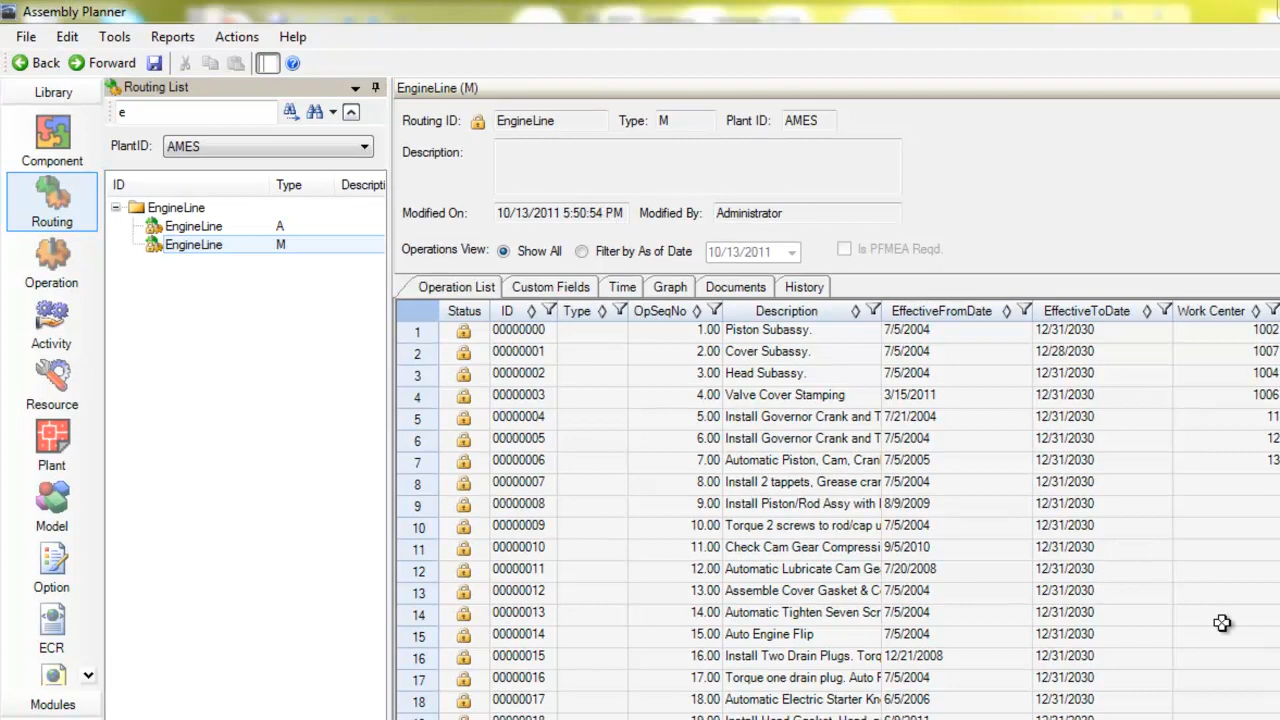 Assembly Planner
File Edit Tools Reports Actions Help
Back Forward
Library
Component
Routing
Operation
Activity
Resource
Plant
Model
Option
ECR
Modules
Routing List
e
PlantID: AMES
ID Type Descripti
EngineLine
EngineLine A
EngineLine M
EngineLine (M)
Routing ID: EngineLine Type: M Plant ID: AMES
Description:
Modified On: 10/13/2011 5:50:54 PM Modified By: Administrator
Operations View: Show All Filter by As of Date 10/13/2011 Is PFMEA Reqd.
Operation List Custom Fields Time Graph Documents History
Status ID Type OpSeqNo Description EffectiveFromDate EffectiveToDate Work Center
1 00000000 1.00 Piston Subassy. 7/5/2004 12/31/2030 1002
2 00000001 2.00 Cover Subassy. 7/5/2004 12/28/2030 1007
3 00000002 3.00 Head Subassy. 7/5/2004 12/31/2030 1004
4 00000003 4.00 Valve Cover Stamping 3/15/2011 12/31/2030 1006
5 00000004 5.00 Install Governor Crank and T 7/21/2004 12/31/2030 11
6 00000005 6.00 Install Governor Crank and T 7/5/2004 12/31/2030 12
7 00000006 7.00 Automatic Piston, Cam, Cran 7/5/2005 12/31/2030 13
8 00000007 8.00 Install 2 tappets, Grease crar 7/5/2004 12/31/2030
9 00000008 9.00 Install Piston/Rod Assy with 8/9/2009 12/31/2030
10 00000009 10.00 Torque 2 screws to rod/cap u 7/5/2004 12/31/2030
11 00000010 11.00 Check Cam Gear Compressi 9/5/2010 12/31/2030
12 00000011 12.00 Automatic Lubricate Cam Ge 7/20/2008 12/31/2030
13 00000012 13.00 Assemble Cover Gasket & C 7/5/2004 12/31/2030
14 00000013 14.00 Automatic Tighten Seven Scr 7/5/2004 12/31/2030
15 00000014 15.00 Auto Engine Flip 7/5/2004 12/31/2030
16 00000015 16.00 Install Two Drain Plugs. Torq 12/21/2008 12/31/2030
17 00000016 17.00 Torque one drain plug. Auto F 7/5/2004 12/31/2030
18 00000017 18.00 Automatic Electric Starter Kn 6/5/2006 12/31/2030